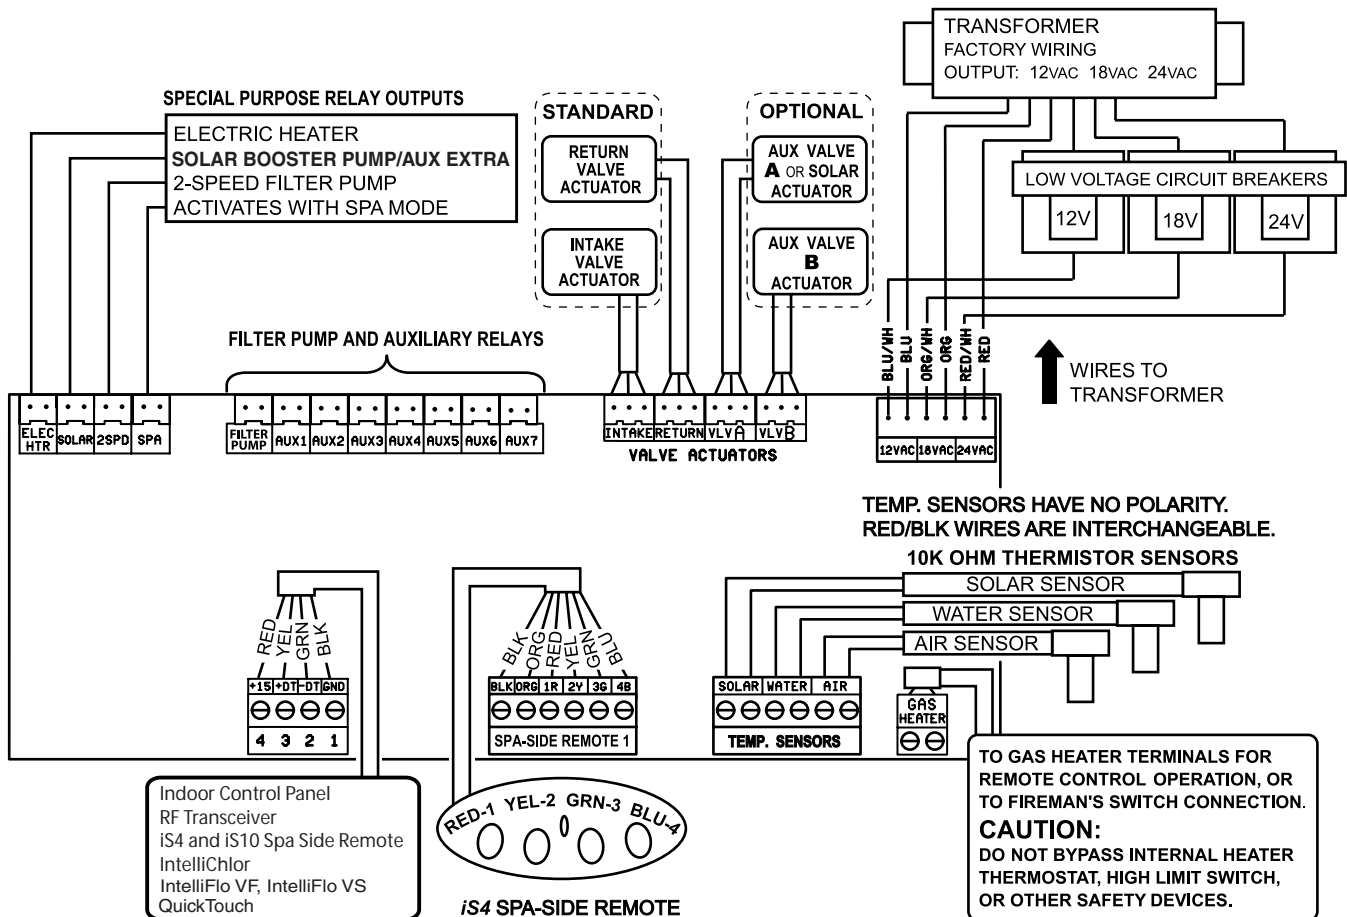 TRANSFORMER
FACTORY WIRING
OUTPUT: 12VAC 18VAC 24VAC
SPECIAL PURPOSE RELAY OUTPUTS
ELECTRIC HEATER
SOLAR BOOSTER PUMP/AUX EXTRA
2-SPEED FILTER PUMP
ACTIVATES WITH SPA MODE
STANDARD
RETURN
VALVE
ACTUATOR
INTAKE
VALVE
ACTUATOR
OPTIONAL
AUX VALVE
A OR SOLAR
ACTUATOR
AUX VALVE
B
ACTUATOR
LOW VOLTAGE CIRCUIT BREAKERS
12V
18V
24V
FILTER PUMP AND AUXILIARY RELAYS
BLU/WH
BLU
ORG/WH
ORG
RED/WH
RED
WIRES TO
TRANSFORMER
ELEC
HTR
SOLAR
2SPD
SPA
FILTER
PUMP
AUX1
AUX2
AUX3
AUX4
AUX5
AUX6
AUX7
INTAKE
RETURN
VLV A
VLV B
VALVE ACTUATORS
12VAC
18VAC
24VAC
TEMP. SENSORS HAVE NO POLARITY.
RED/BLK WIRES ARE INTERCHANGEABLE.
10K OHM THERMISTOR SENSORS
SOLAR SENSOR
WATER SENSOR
AIR SENSOR
RED
YEL
GRN
BLK
+15 +DT -DT GND
4 3 2 1
BLK
ORG
RED
YEL
GRN
BLU
BLK ORG 1R 2Y 3G 4B
SPA-SIDE REMOTE 1
SOLAR WATER AIR
TEMP. SENSORS
GAS
HEATER
Indoor Control Panel
RF Transceiver
iS4 and iS10 Spa Side Remote
IntelliChlor
IntelliFlo VF, IntelliFlo VS
QuickTouch
RED-1 YEL-2 GRN-3 BLU-4
iS4 SPA-SIDE REMOTE
TO GAS HEATER TERMINALS FOR
REMOTE CONTROL OPERATION, OR
TO FIREMAN'S SWITCH CONNECTION.
CAUTION:
DO NOT BYPASS INTERNAL HEATER
THERMOSTAT, HIGH LIMIT SWITCH,
OR OTHER SAFETY DEVICES.